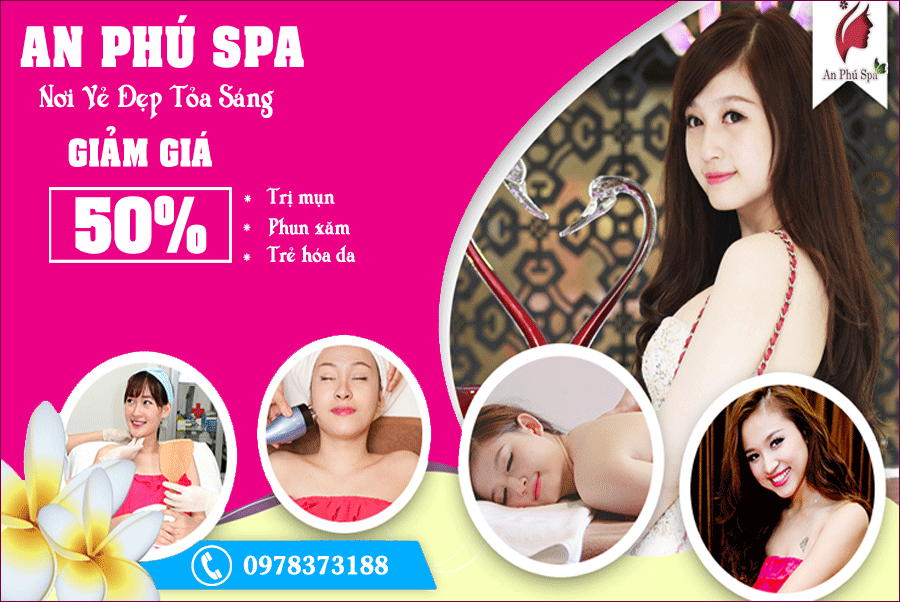 AN PHÚ SPA
Nơi Vẻ Đẹp Tỏa Sáng
GIẢM GIÁ
50%
* Trị mụn
* Phun xăm
* Trẻ hóa da
An Phú Spa
0978373188